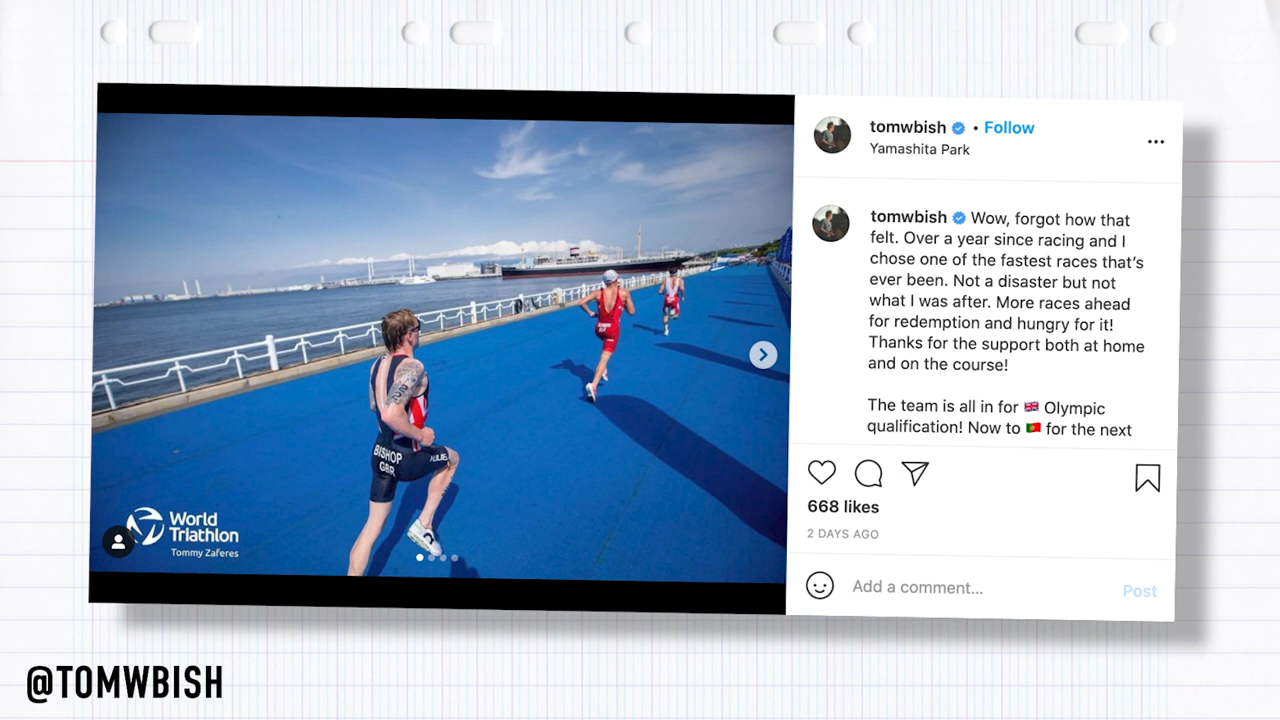 tomwbish • Follow
Yamashita Park
...
tomwbish Wow, forgot how that
felt. Over a year since racing and I
chose one of the fastest races that's
ever been. Not a disaster but not
what I was after. More races ahead
for redemption and hungry for it!
Thanks for the support both at home
and on the course!
The team is all in for 🇬🇧 Olympic
qualification! Now to 🇵🇹 for the next
BISHOP
GBR
World
Triathlon
Tommy Zaferes
668 likes
2 DAYS AGO
Add a comment...
Post
@TOMWBISH